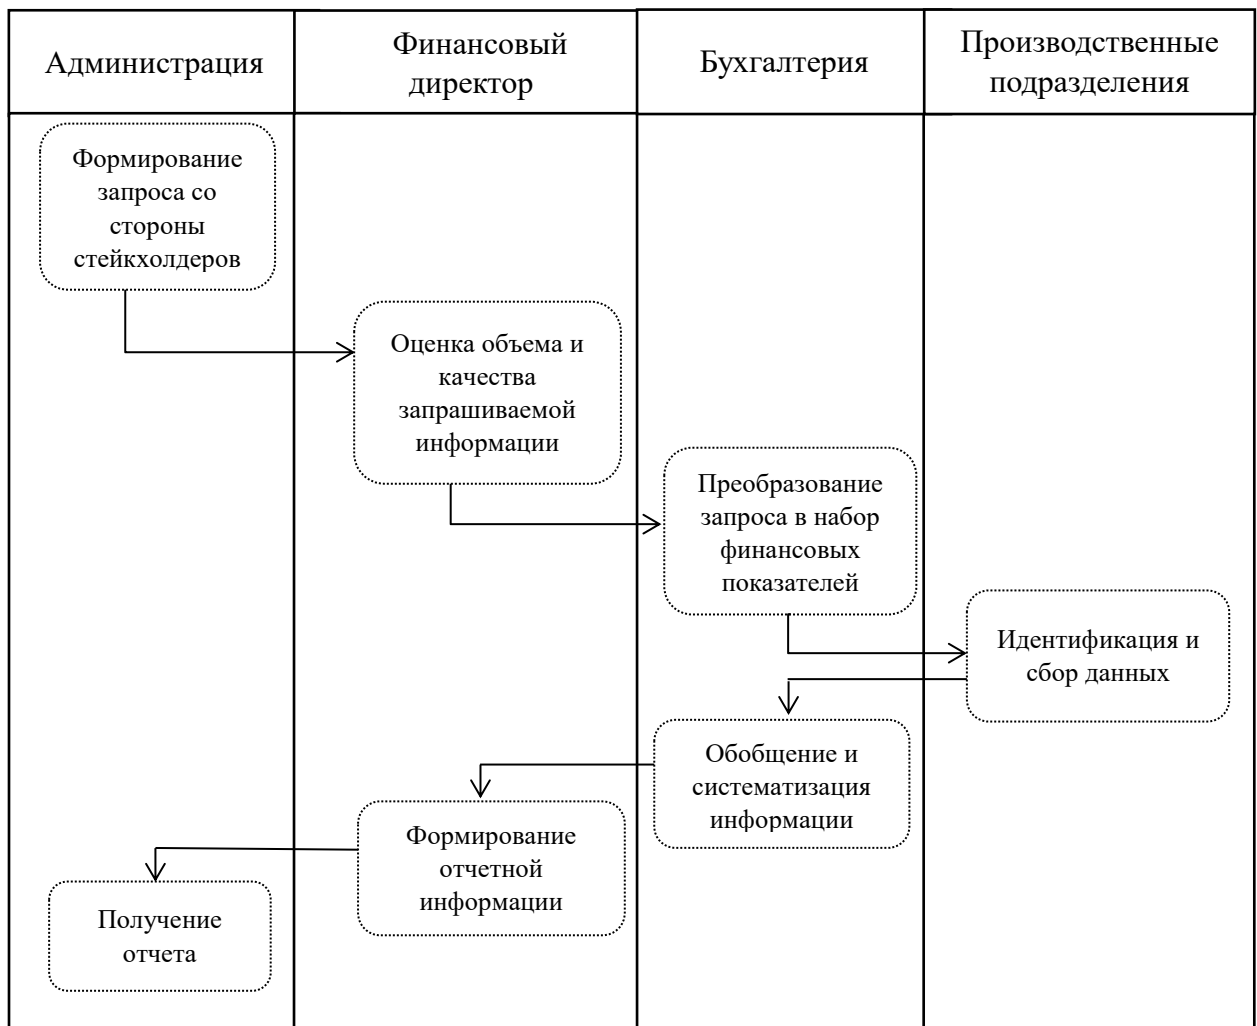 Администрация
Финансовый
директор
Бухгалтерия
Производственные
подразделения
Формирование
запроса со
стороны
стейкхолдеров
Оценка объема и
качества
запрашиваемой
информации
Преобразование
запроса в набор
финансовых
показателей
Идентификация и
сбор данных
Обобщение и
систематизация
информации
Формирование
отчетной
информации
Получение
отчета